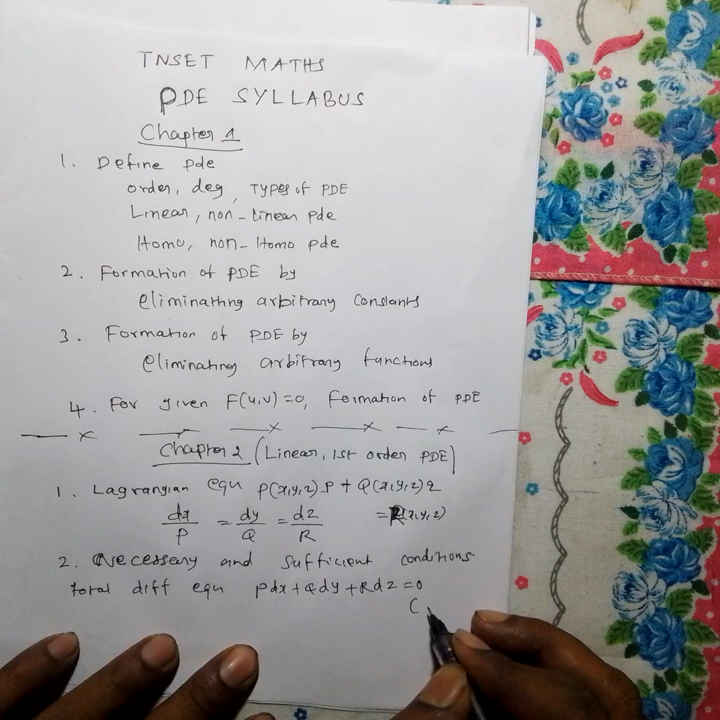 TNSET MATHS
PDE SYLLABUS
Chapter 1
1. Define pde
order, deg, Types of PDE
Linear, non-linear pde
Homo, non-Homo pde
2. Formation of PDE by
eliminating arbitrary constants
3. Formation of PDE by
eliminating arbitrary functions
4. For given F(u,v)=0, Formation of PDE
Chapter 2 (Linear, 1st order PDE)
1. Lagrangian equ P(x,y,z)p + Q(x,y,z)q
dx/P = dy/Q = dz/R =R(x,y,z)
2. Necessary and sufficient conditions.
total diff equ Pdx+Qdy+Rdz=0
(